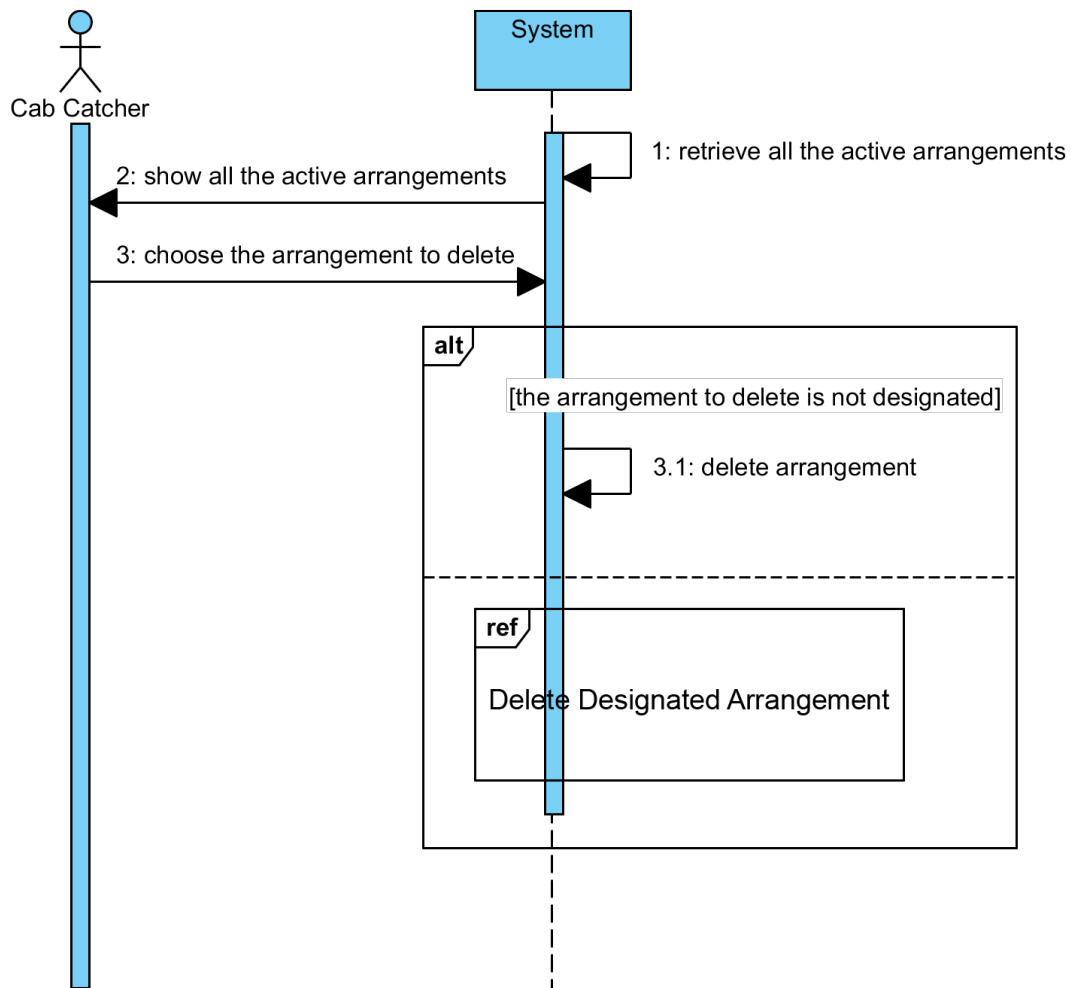 System
Cab Catcher
1: retrieve all the active arrangements
2: show all the active arrangements
3: choose the arrangement to delete
alt
[the arrangement to delete is not designated]
3.1: delete arrangement
ref
Delete Designated Arrangement